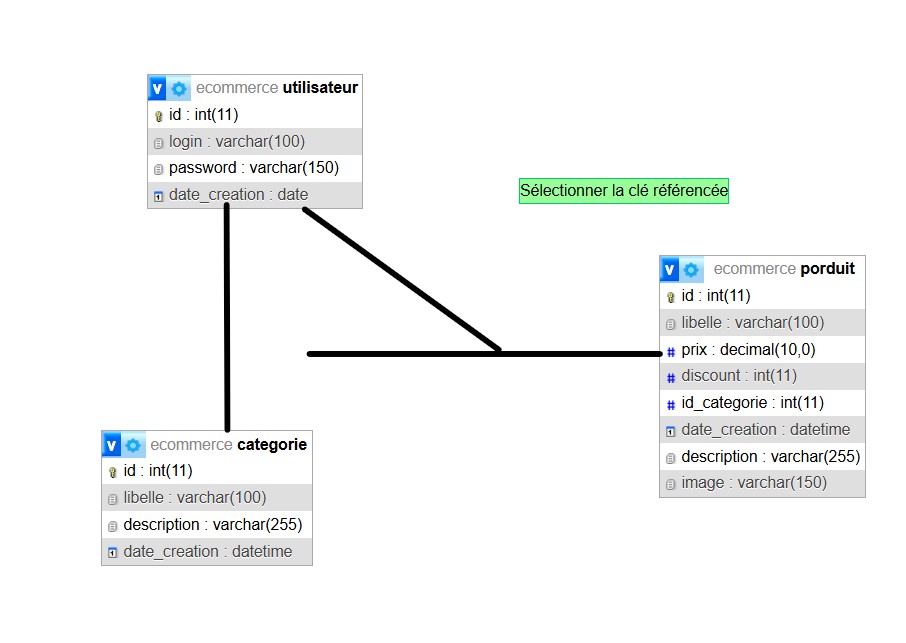 V ecommerce utilisateur
id : int(11)
login : varchar(100)
password : varchar(150)
date_creation : date
Sélectionner la clé référencée
V ecommerce porduit
id : int(11)
libelle : varchar(100)
# prix : decimal(10,0)
# discount : int(11)
# id_categorie : int(11)
date_creation : datetime
description : varchar(255)
image : varchar(150)
V ecommerce categorie
id : int(11)
libelle : varchar(100)
description : varchar(255)
date_creation : datetime